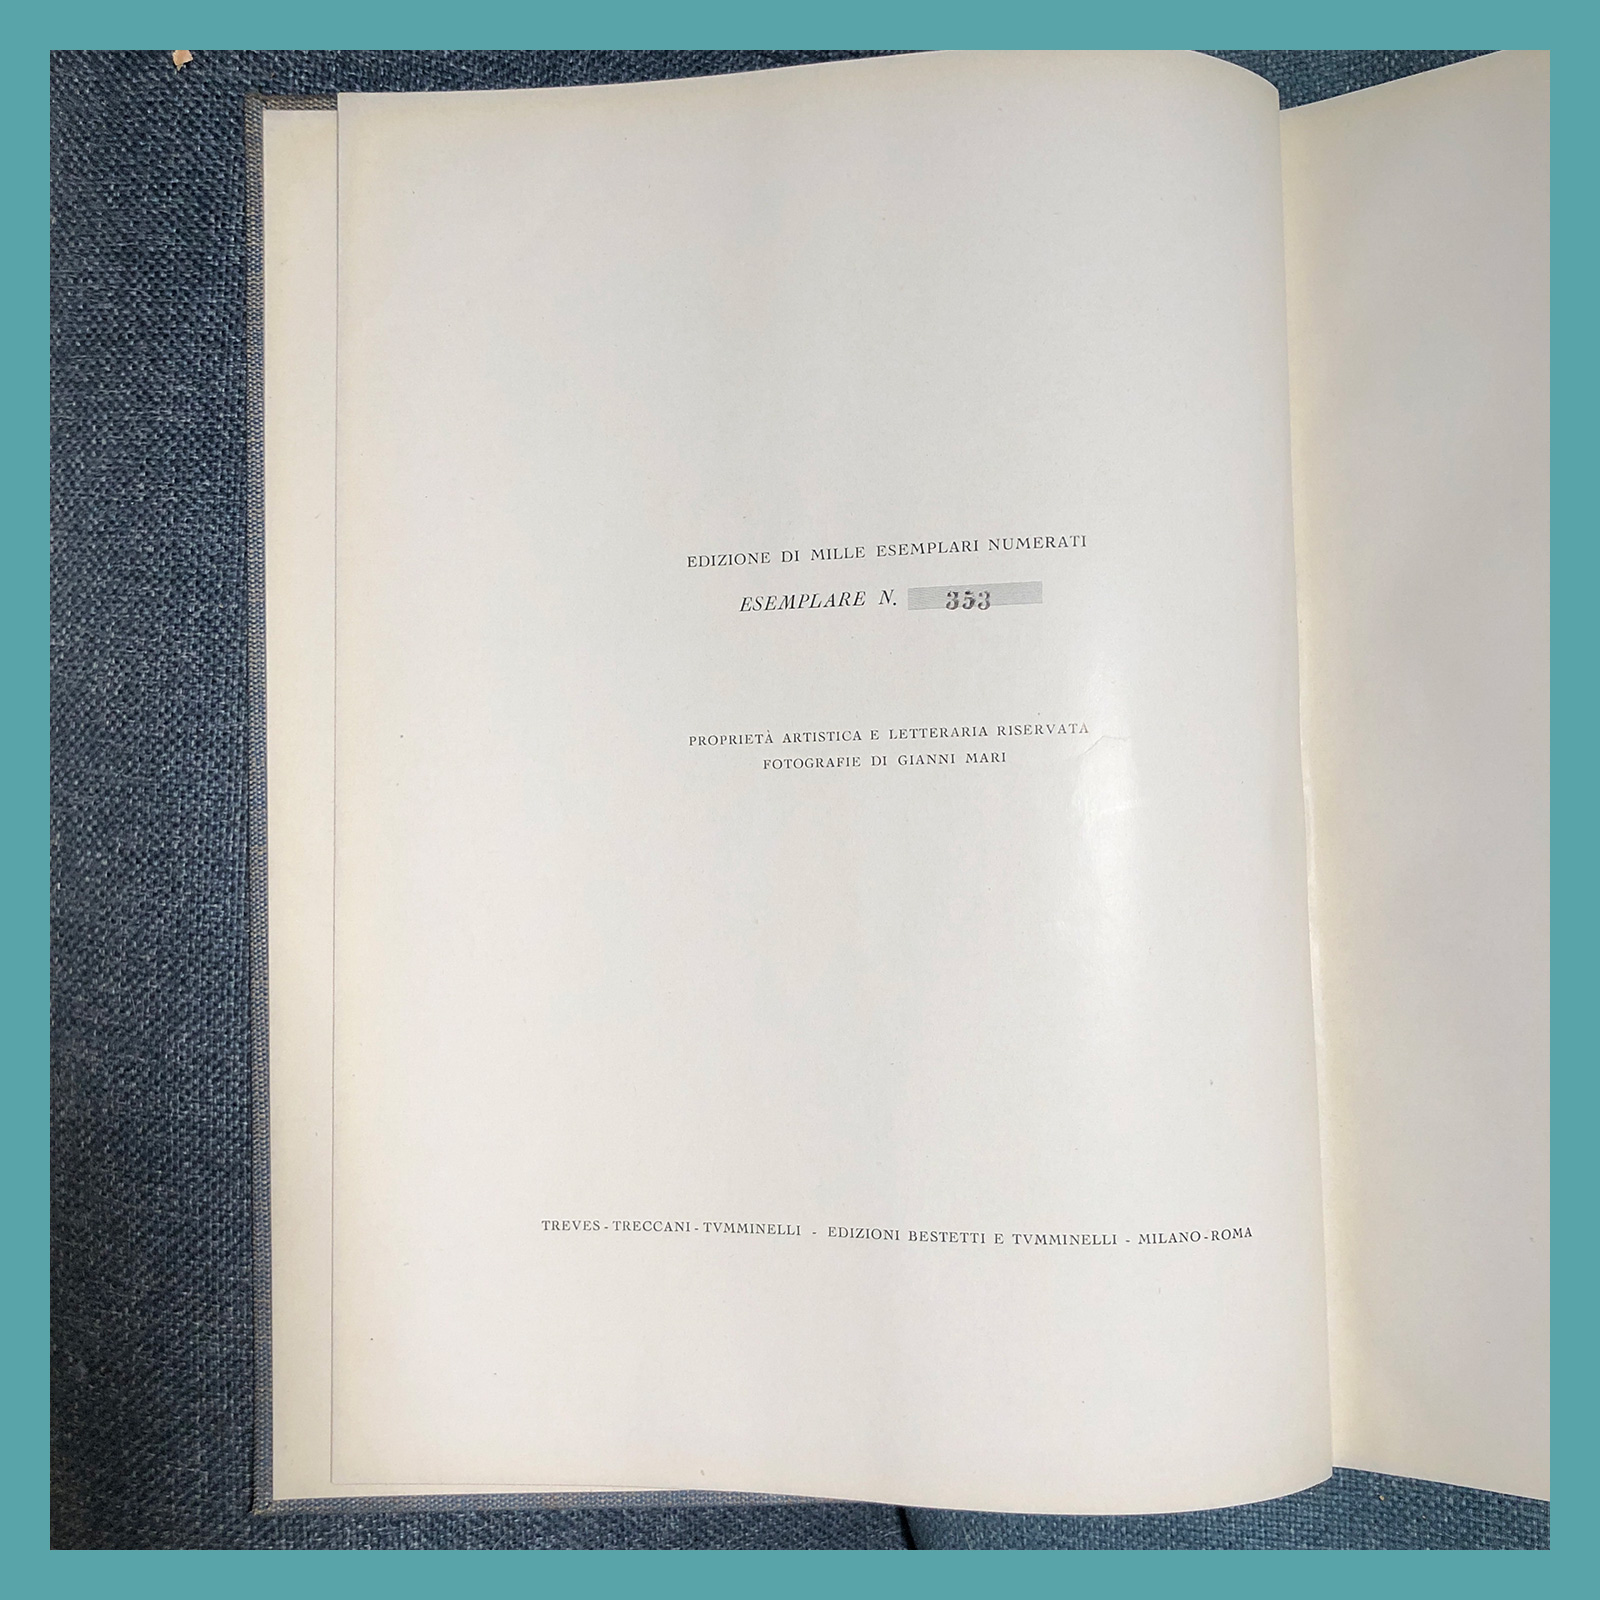 EDIZIONE DI MILLE ESEMPLARI NUMERATI
ESEMPLARE N. 353
PROPRIETÀ ARTISTICA E LETTERARIA RISERVATA
FOTOGRAFIE DI GIANNI MARI
TREVES - TRECCANI - TVMMINELLI - EDIZIONI BESTETTI E TVMMINELLI - MILANO - ROMA